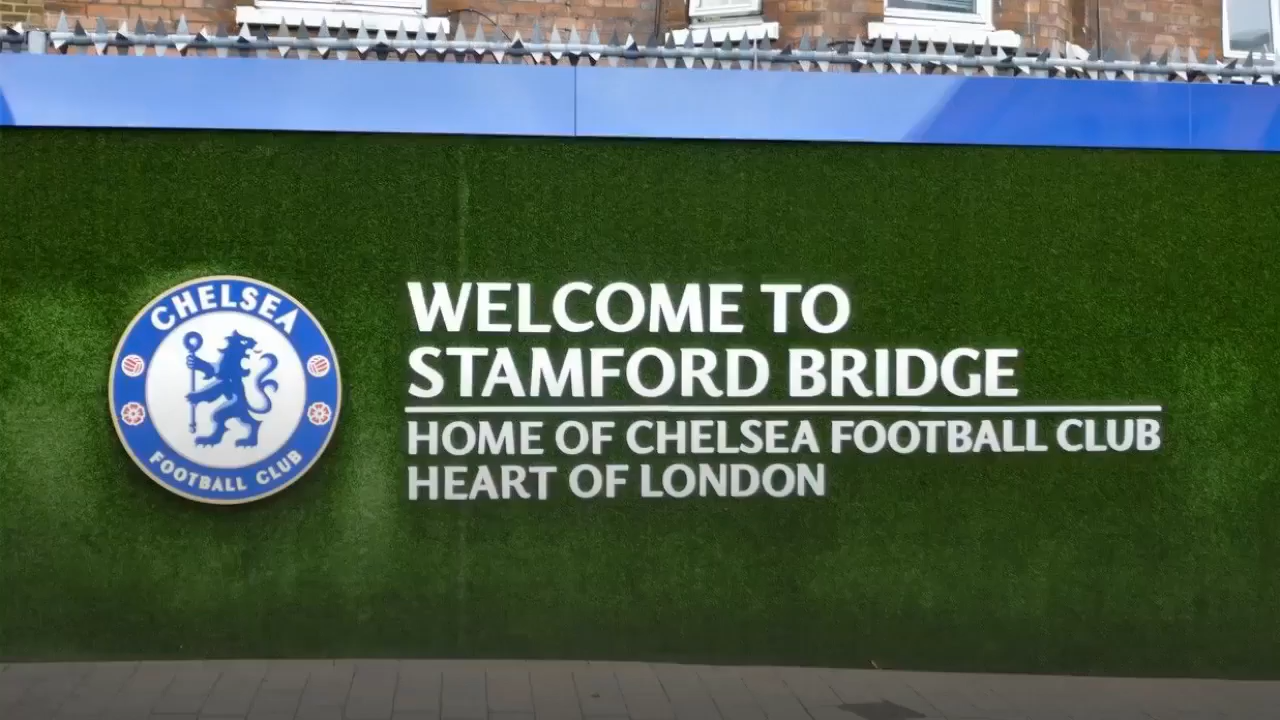 CHELSEA
FOOTBALL CLUB
WELCOME TO
STAMFORD BRIDGE
HOME OF CHELSEA FOOTBALL CLUB
HEART OF LONDON